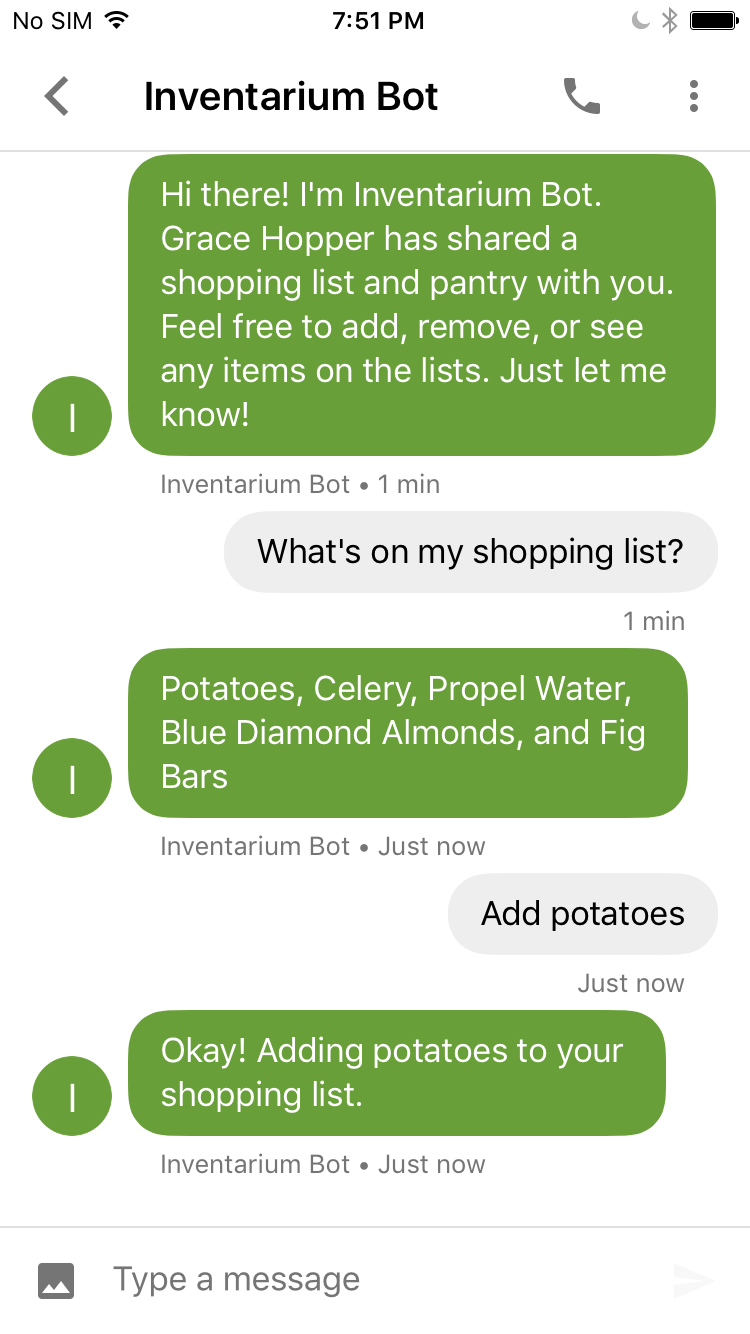 No SIM 7:51 PM
Inventarium Bot
Hi there! I'm Inventarium Bot.
Grace Hopper has shared a
shopping list and pantry with you.
Feel free to add, remove, or see
any items on the lists. Just let me
know!
I
Inventarium Bot • 1 min
What's on my shopping list?
1 min
Potatoes, Celery, Propel Water,
Blue Diamond Almonds, and Fig
Bars
I
Inventarium Bot • Just now
Add potatoes
Just now
Okay! Adding potatoes to your
shopping list.
I
Inventarium Bot • Just now
Type a message